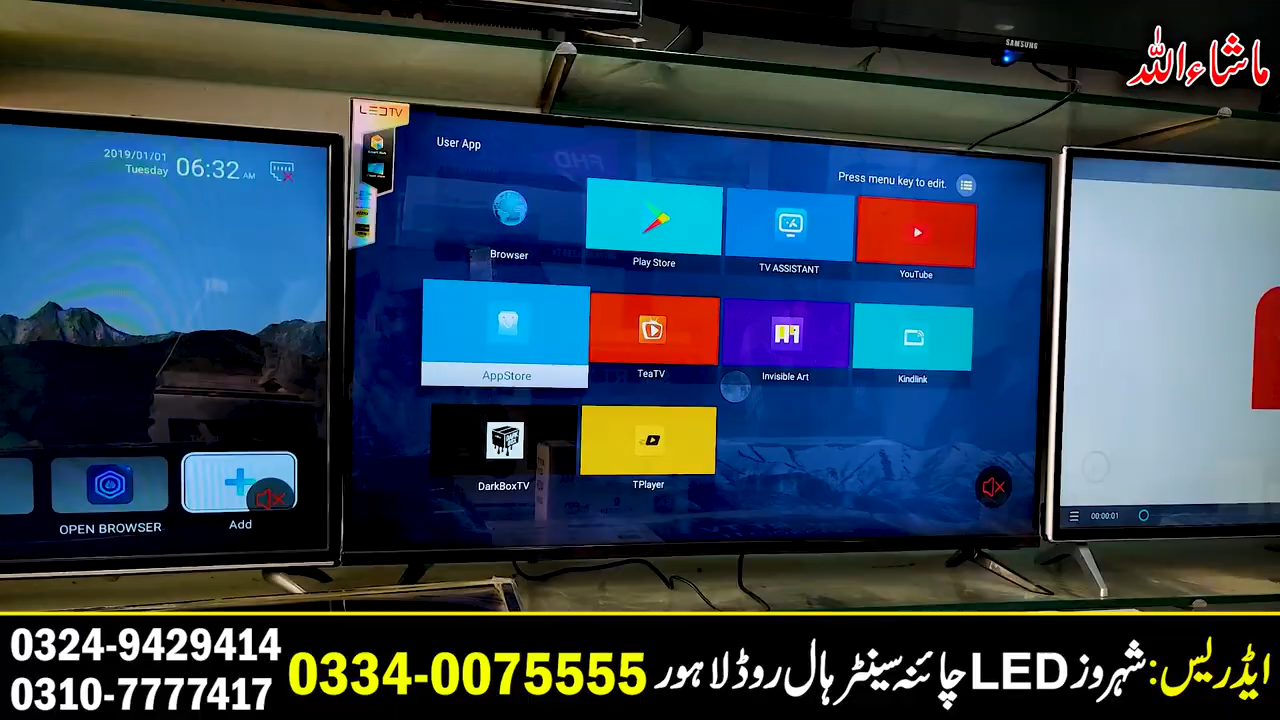 SAMSUNG
ماشاءاللہ
LED TV
2019/01/01
Tuesday
06:32 AM
User App
Press menu key to edit.
Browser
Play Store
TV ASSISTANT
YouTube
AppStore
TeaTV
Invisible Art
Kindlink
DarkBoxTV
TPlayer
OPEN BROWSER
Add
00:00:01
0324-9429414
0310-7777417
0334-0075555
ایڈریس: شہروز LED چائنہ سینٹر ہال روڈ لاہور